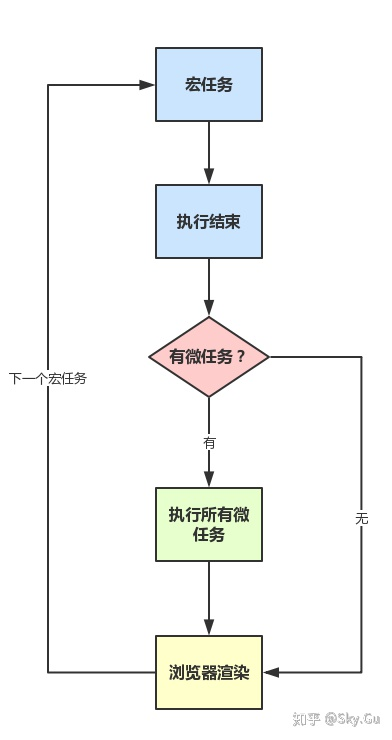 宏任务
执行结束
有微任务？
下一个宏任务
有
执行所有微
任务
无
浏览器渲染
知乎 @Sky.Gu